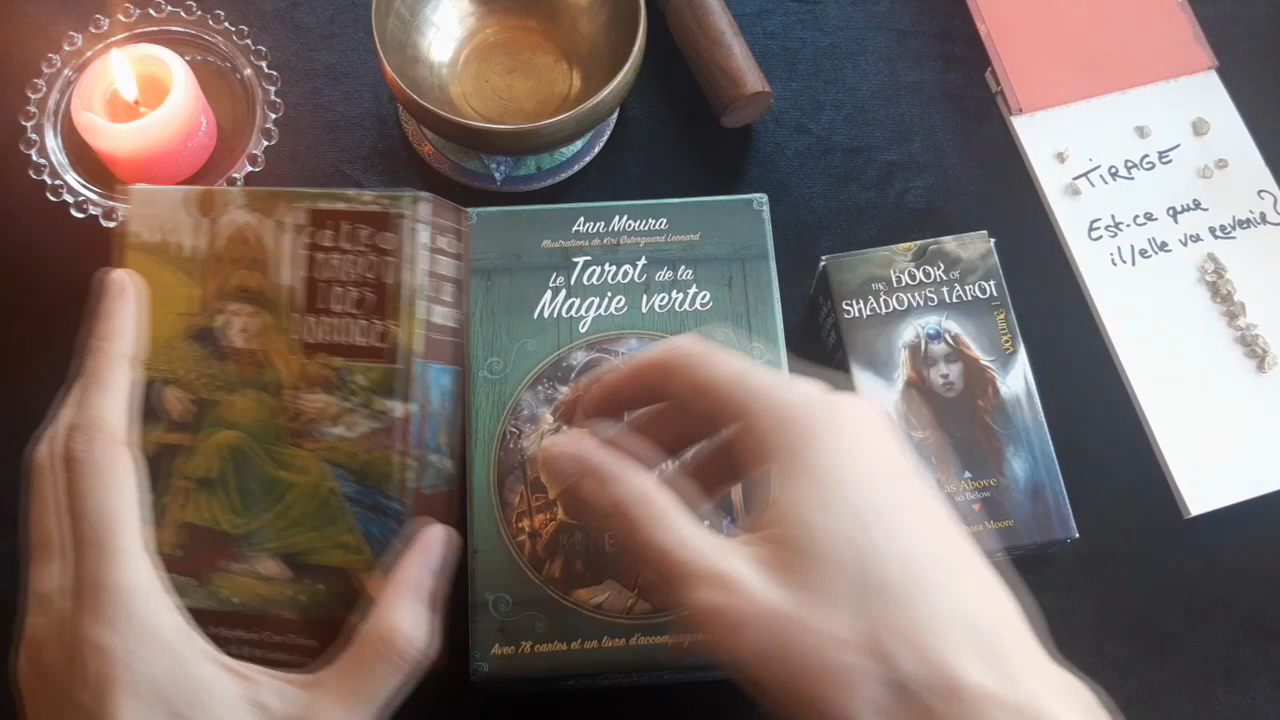 Ann Moura
Illustrations de Kiri Østergaard Leonard
Le Tarot de la
Magie verte
Avec 78 cartes et un livre
THE BOOK OF
SHADOWS TAROT
VOLUME I
as Above
so Below
Moore
TIRAGE
Est-ce que
il/elle va revenir?